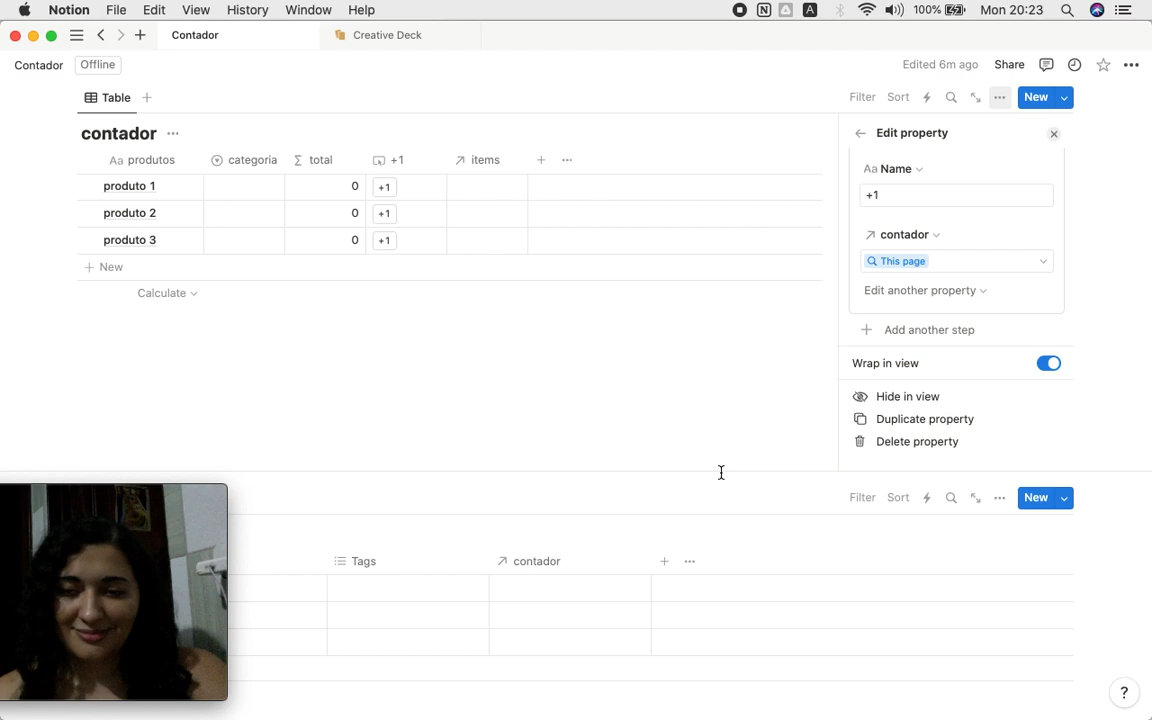 Notion File Edit View History Window Help 100% Mon 20:23
Contador Creative Deck
Contador Offline Edited 6m ago Share
Table Filter Sort New
contador
Aa produtos categoria Σ total +1 items
produto 1 0 +1
produto 2 0 +1
produto 3 0 +1
New
Calculate
Edit property
Aa Name
+1
contador
This page
Edit another property
Add another step
Wrap in view
Hide in view
Duplicate property
Delete property
Filter Sort New
Tags contador
?